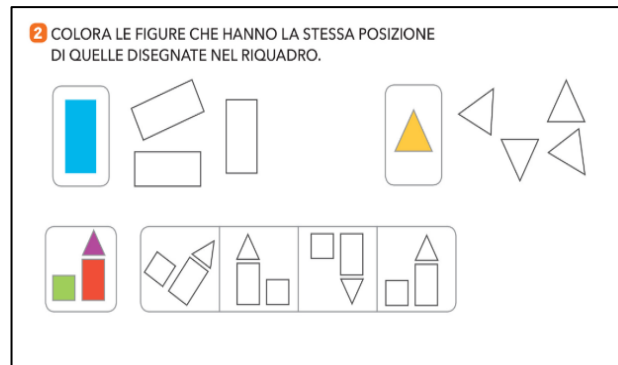 2 COLORA LE FIGURE CHE HANNO LA STESSA POSIZIONE
DI QUELLE DISEGNATE NEL RIQUADRO.